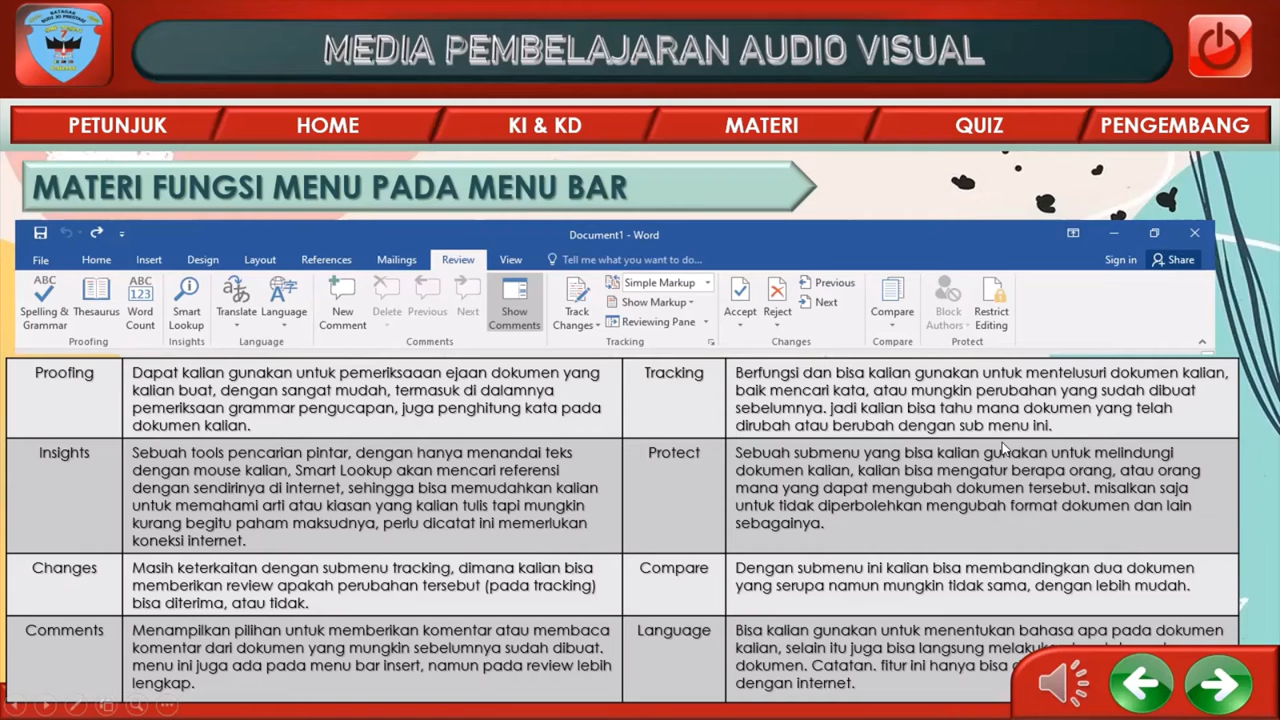 MEDIA PEMBELAJARAN AUDIO VISUAL
PETUNJUK
HOME
KI & KD
MATERI
QUIZ
PENGEMBANG
MATERI FUNGSI MENU PADA MENU BAR
Document1 - Word
File
Home
Insert
Design
Layout
References
Mailings
Review
View
Tell me what you want to do...
Sign in
Share
ABC
Spelling &
Grammar
Thesaurus
ABC
123
Word
Count
Proofing
Smart
Lookup
Insights
Translate
Language
Language
New
Comment
Delete
Previous
Next
Show
Comments
Comments
Track
Changes
Simple Markup
Show Markup
Reviewing Pane
Tracking
Accept
Reject
Previous
Next
Changes
Compare
Compare
Block
Authors
Restrict
Editing
Protect
Proofing
Dapat kalian gunakan untuk pemeriksaaan ejaan dokumen yang
kalian buat, dengan sangat mudah, termasuk di dalamnya
pemeriksaan grammar pengucapan, juga penghitung kata pada
dokumen kalian.
Tracking
Berfungsi dan bisa kalian gunakan untuk mentelusuri dokumen kalian,
baik mencari kata, atau mungkin perubahan yang sudah dibuat
sebelumnya. jadi kalian bisa tahu mana dokumen yang telah
dirubah atau berubah dengan sub menu ini.
Insights
Sebuah tools pencarian pintar, dengan hanya menandai teks
dengan mouse kalian, Smart Lookup akan mencari referensi
dengan sendirinya di internet, sehingga bisa memudahkan kalian
untuk memahami arti atau kiasan yang kalian tulis tapi mungkin
kurang begitu paham maksudnya, perlu dicatat ini memerlukan
koneksi internet.
Protect
Sebuah submenu yang bisa kalian gunakan untuk melindungi
dokumen kalian, kalian bisa mengatur berapa orang, atau orang
mana yang dapat mengubah dokumen tersebut. misalkan saja
untuk tidak diperbolehkan mengubah format dokumen dan lain
sebagainya.
Changes
Masih keterkaitan dengan submenu tracking, dimana kalian bisa
memberikan review apakah perubahan tersebut (pada tracking)
bisa diterima, atau tidak.
Compare
Dengan submenu ini kalian bisa membandingkan dua dokumen
yang serupa namun mungkin tidak sama, dengan lebih mudah.
Comments
Menampilkan pilihan untuk memberikan komentar atau membaca
komentar dari dokumen yang mungkin sebelumnya sudah dibuat.
menu ini juga ada pada menu bar insert, namun pada review lebih
lengkap.
Language
Bisa kalian gunakan untuk menentukan bahasa apa pada dokumen
kalian, selain itu juga bisa langsung
dokumen. Catatan. fitur ini hanya bisa
dengan internet.